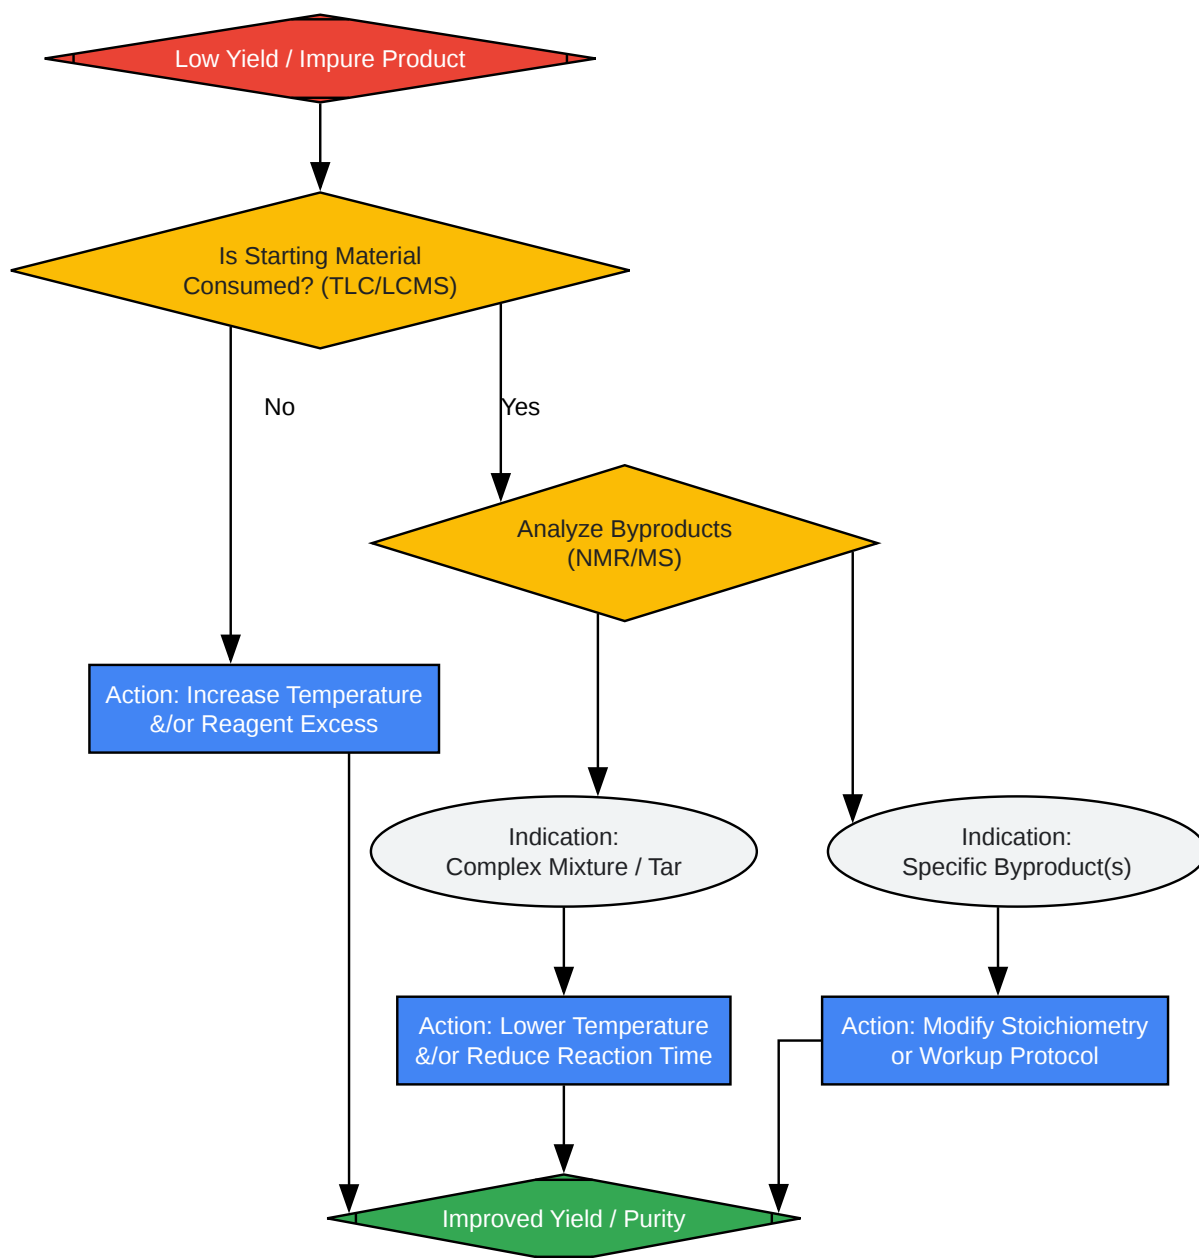 Low Yield / Impure Product
Is Starting Material
Consumed? (TLC/LCMS)
No
Yes
Analyze Byproducts
(NMR/MS)
Action: Increase Temperature
&/or Reagent Excess
Indication:
Complex Mixture / Tar
Indication:
Specific Byproduct(s)
Action: Lower Temperature
&/or Reduce Reaction Time
Action: Modify Stoichiometry
or Workup Protocol
Improved Yield / Purity